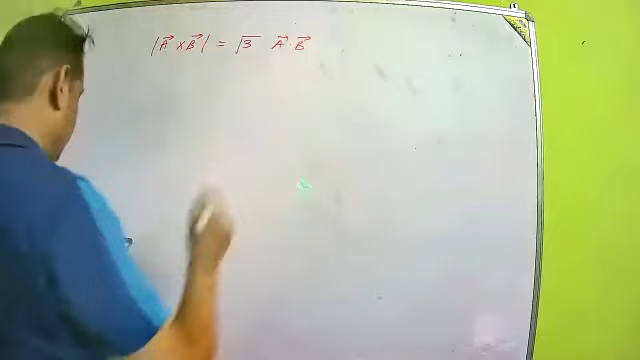 |A⃗ × B⃗| = √3 A⃗ · B⃗